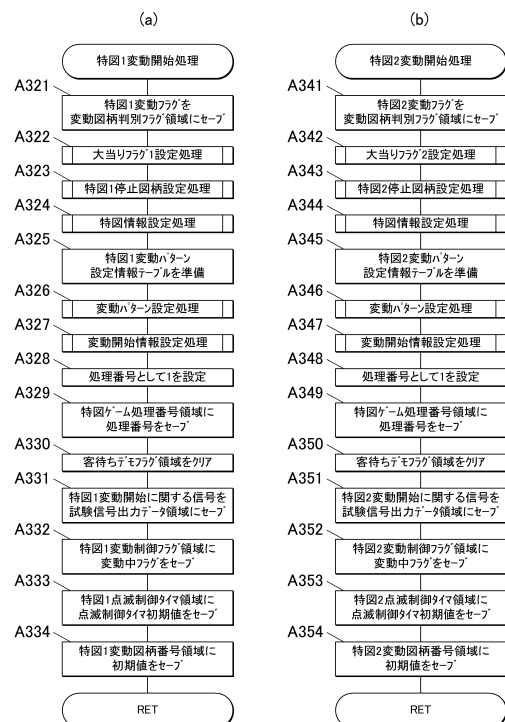 (a)
特図1変動開始処理
A321
特図1変動フラグを
変動図柄判別フラグ領域にセーブ
A322
大当りフラグ1設定処理
A323
特図1停止図柄設定処理
A324
特図情報設定処理
A325
特図1変動パターン
設定情報テーブルを準備
A326
変動パターン設定処理
A327
変動開始情報設定処理
A328
処理番号として1を設定
A329
特図ゲーム処理番号領域に
処理番号をセーブ
A330
客待ちデモフラグ領域をクリア
A331
特図1変動開始に関する信号を
試験信号出力データ領域にセーブ
A332
特図1変動制御フラグ領域に
変動中フラグをセーブ
A333
特図1点滅制御タイマ領域に
点滅制御タイマ初期値をセーブ
A334
特図1変動図柄番号領域に
初期値をセーブ
RET
(b)
特図2変動開始処理
A341
特図2変動フラグを
変動図柄判別フラグ領域にセーブ
A342
大当りフラグ2設定処理
A343
特図2停止図柄設定処理
A344
特図情報設定処理
A345
特図2変動パターン
設定情報テーブルを準備
A346
変動パターン設定処理
A347
変動開始情報設定処理
A348
処理番号として1を設定
A349
特図ゲーム処理番号領域に
処理番号をセーブ
A350
客待ちデモフラグ領域をクリア
A351
特図2変動開始に関する信号を
試験信号出力データ領域にセーブ
A352
特図2変動制御フラグ領域に
変動中フラグをセーブ
A353
特図2点滅制御タイマ領域に
点滅制御タイマ初期値をセーブ
A354
特図2変動図柄番号領域に
初期値をセーブ
RET